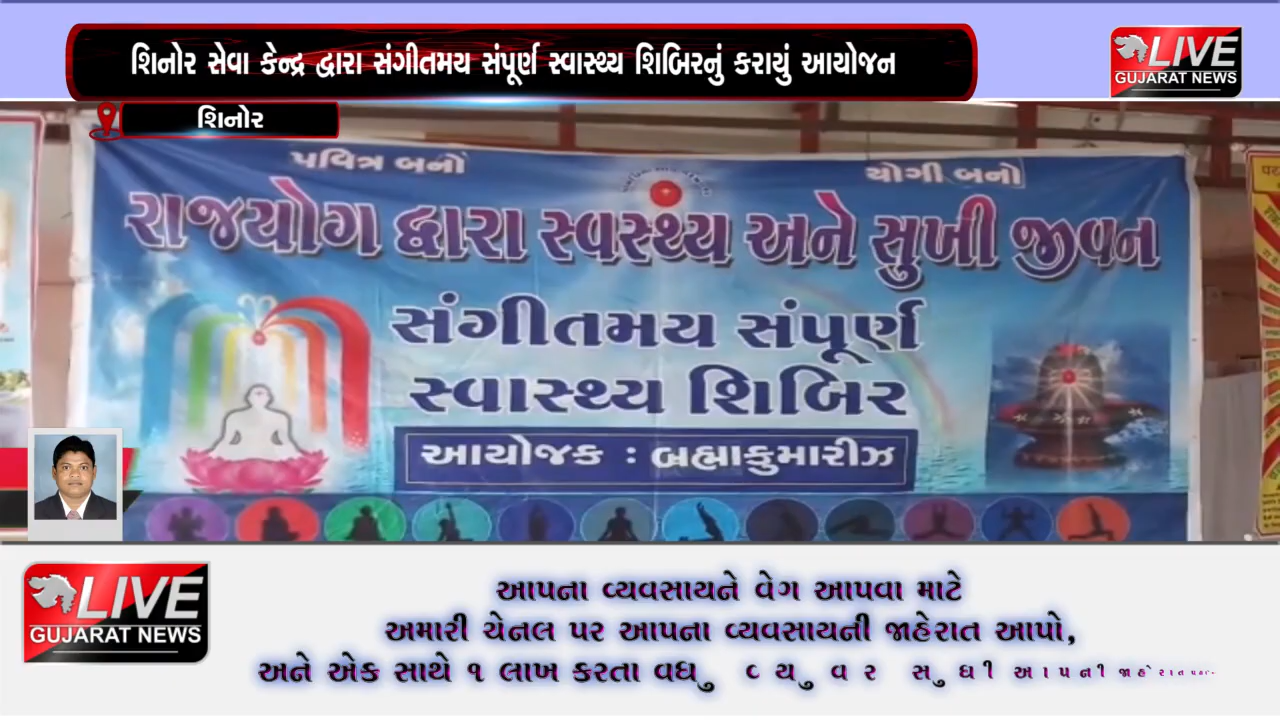 શિનોર સેવા કેન્દ્ર દ્વારા સંગીતમય સંપૂર્ણ સ્વાસ્થ્ય શિબિરનું કરાયું આયોજન
LIVE
GUJARAT NEWS
શિનોર
પવિત્ર બનો
યોગી બનો
રાજયોગ દ્વારા સ્વસ્થ્ય અને સુખી જીવન
સંગીતમય સંપૂર્ણ
સ્વાસ્થ્ય શિબિર
આયોજક : બ્રહ્માકુમારીઝ
LIVE
GUJARAT NEWS
આપના વ્યવસાયને વેગ આપવા માટે
અમારી ચેનલ પર આપના વ્યવસાયની જાહેરાત આપો,
અને એક સાથે ૧ લાખ કરતા વધુ વ્યુવર સુધી આપની જાહેરાત